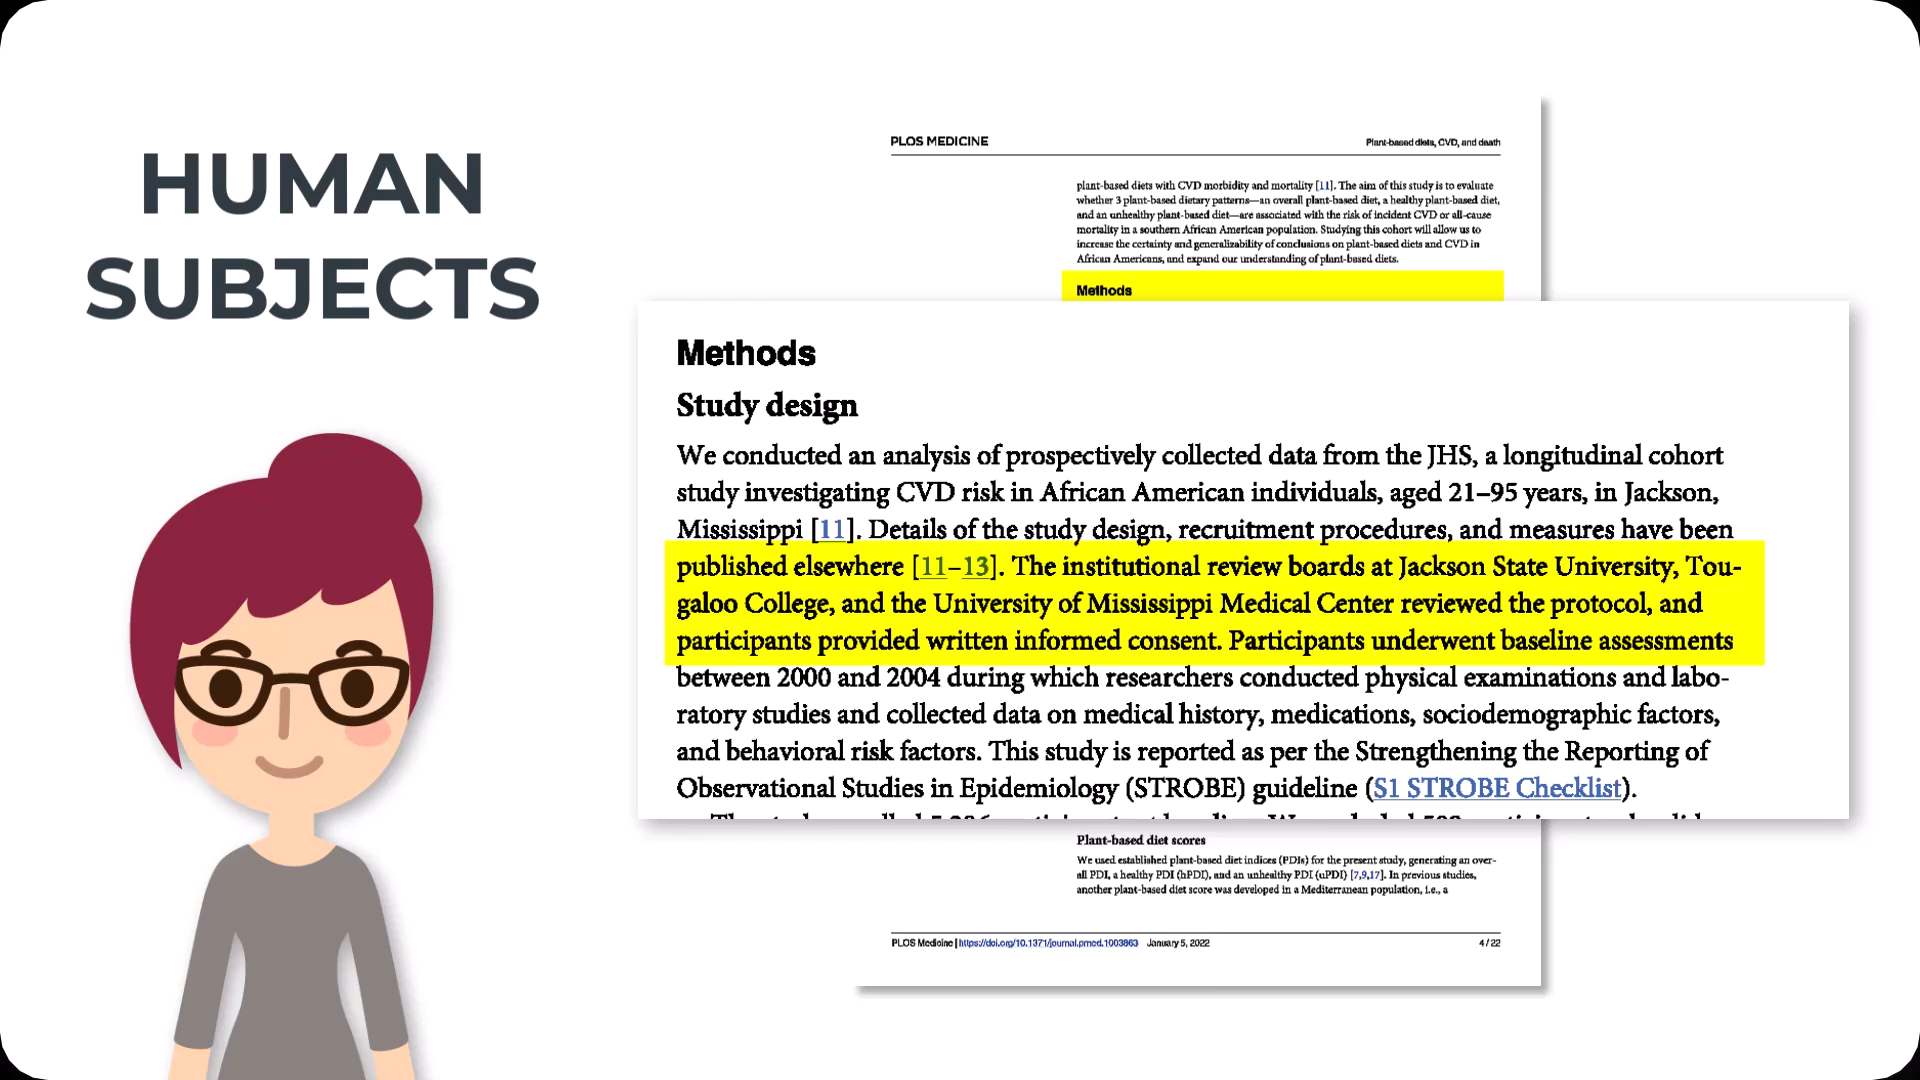 HUMAN
SUBJECTS
PLOS MEDICINE
Plant-based diets, CVD, and death
plant-based diets with CVD morbidity and mortality [11]. The aim of this study is to evaluate
whether 3 plant-based dietary patterns—an overall plant-based diet, a healthy plant-based diet,
and an unhealthy plant-based diet—are associated with the risk of incident CVD or all-cause
mortality in a southern African American population. Studying this cohort will allow us to
increase the certainty and generalizability of conclusions on plant-based diets and CVD in
African Americans, and expand our understanding of plant-based diets.
Methods
Methods
Study design
We conducted an analysis of prospectively collected data from the JHS, a longitudinal cohort
study investigating CVD risk in African American individuals, aged 21–95 years, in Jackson,
Mississippi [11]. Details of the study design, recruitment procedures, and measures have been
published elsewhere [11–13]. The institutional review boards at Jackson State University, Tou-
galoo College, and the University of Mississippi Medical Center reviewed the protocol, and
participants provided written informed consent. Participants underwent baseline assessments
between 2000 and 2004 during which researchers conducted physical examinations and labo-
ratory studies and collected data on medical history, medications, sociodemographic factors,
and behavioral risk factors. This study is reported as per the Strengthening the Reporting of
Observational Studies in Epidemiology (STROBE) guideline (S1 STROBE Checklist).
Plant-based diet scores
We used established plant-based diet indices (PDIs) for the present study, generating an over-
all PDI, a healthy PDI (hPDI), and an unhealthy PDI (uPDI) [7,9,17]. In previous studies,
another plant-based diet score was developed in a Mediterranean population, i.e., a
PLOS Medicine | https://doi.org/10.1371/journal.pmed.1003863 January 5, 2022
4 / 22